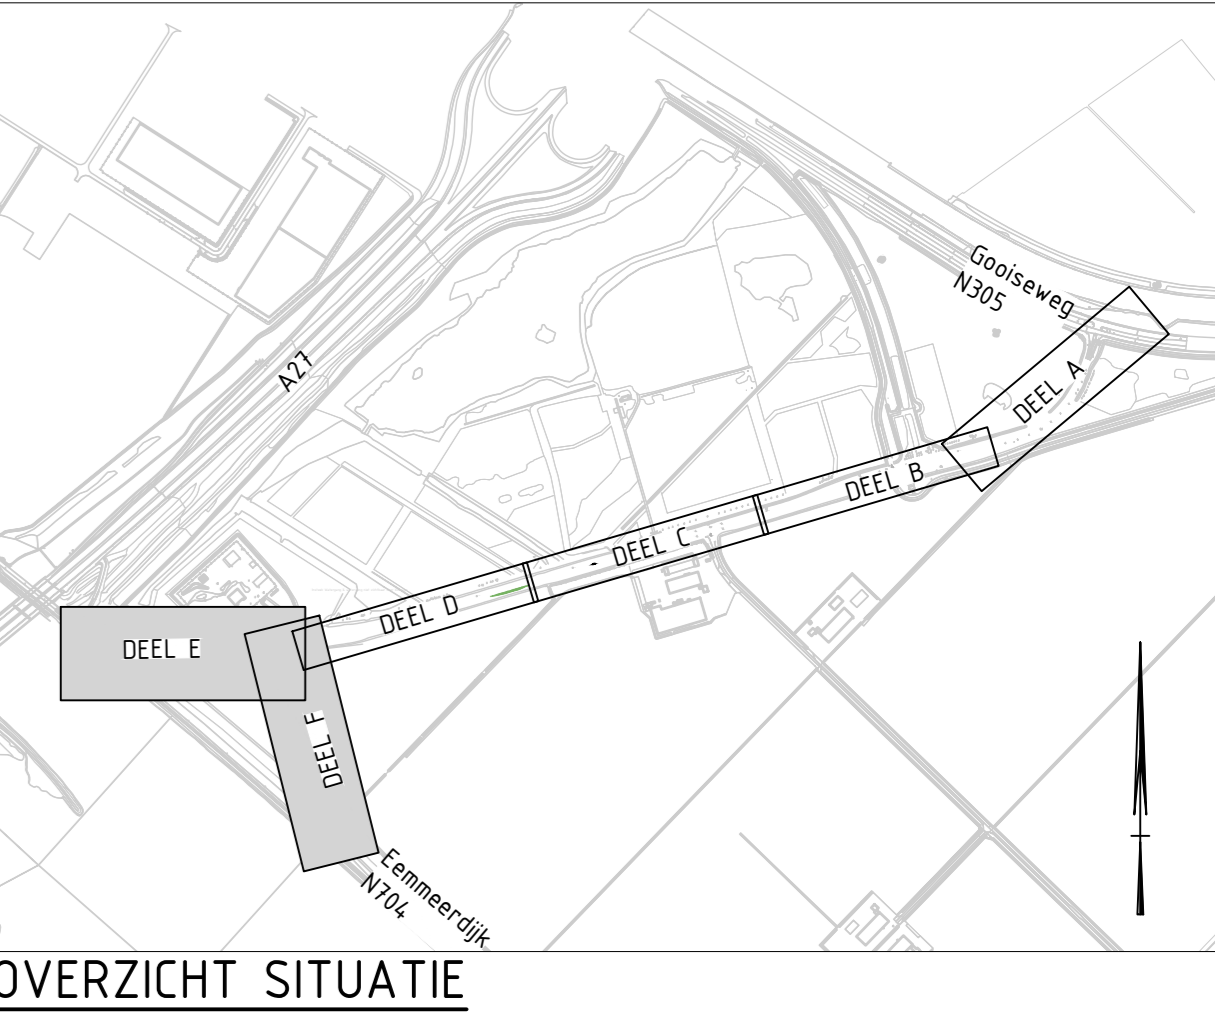 Gooiseweg
N305
A27
DEEL A
DEEL B
DEEL C
DEEL D
DEEL E
DEEL F
Eemmeerdijk
N704
OVERZICHT SITUATIE